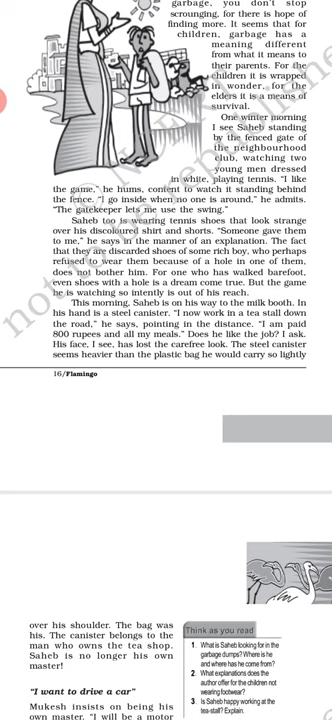 garbage, you don't stop
scrounging, for there is hope of
finding more. It seems that for
children, garbage has a
meaning different
from what it means to
their parents. For the
children it is wrapped
in wonder, for the
elders it is a means of
survival.
One winter morning
I see Saheb standing
by the fenced gate of
the neighbourhood
club, watching two
young men dressed
in white, playing tennis. “I like
the game,” he hums, content to watch it standing behind
the fence. “I go inside when no one is around,” he admits.
“The gatekeeper lets me use the swing.”
Saheb too is wearing tennis shoes that look strange
over his discoloured shirt and shorts. “Someone gave them
to me,” he says in the manner of an explanation. The fact
that they are discarded shoes of some rich boy, who perhaps
refused to wear them because of a hole in one of them,
does not bother him. For one who has walked barefoot,
even shoes with a hole is a dream come true. But the game
he is watching so intently is out of his reach.
This morning, Saheb is on his way to the milk booth. In
his hand is a steel canister. “I now work in a tea stall down
the road,” he says, pointing in the distance. “I am paid
800 rupees and all my meals.” Does he like the job? I ask.
His face, I see, has lost the carefree look. The steel canister
seems heavier than the plastic bag he would carry so lightly
16/Flamingo
over his shoulder. The bag was
his. The canister belongs to the
man who owns the tea shop.
Saheb is no longer his own
master!
“I want to drive a car”
Mukesh insists on being his
own master. “I will be a motor
Think as you read
1. What is Saheb looking for in the
garbage dumps? Where is he
and where has he come from?
2. What explanations does the
author offer for the children not
wearing footwear?
3. Is Saheb happy working at the
tea-stall? Explain.